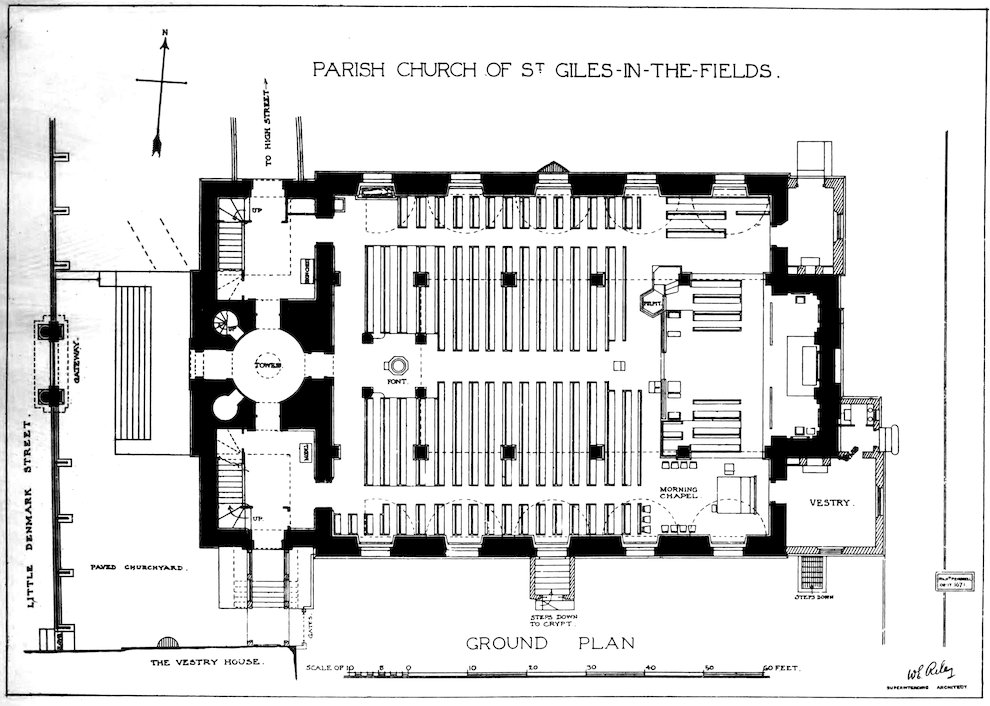 N
PARISH CHURCH OF ST GILES-IN-THE-FIELDS.
TO HIGH STREET
UP
UP
TOWER
FONT.
PULPIT.
GATEWAY.
LITTLE DENMARK STREET.
UP.
MORNING
CHAPEL
VESTRY.
PAVED CHURCHYARD.
GATES.
STEPS DOWN
TO CRYPT.
STEPS DOWN
THE VESTRY HOUSE.
GROUND PLAN
SCALE OF 10 5 0 10 20 30 40 50 60 FEET.
W E Riley
SUPERINTENDING ARCHITECT